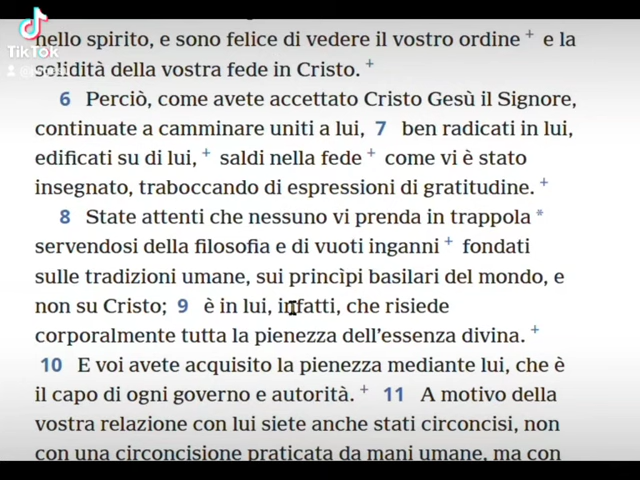 nello spirito, e sono felice di vedere il vostro ordine + e la
TikTok
solidità della vostra fede in Cristo. +
6 Perciò, come avete accettato Cristo Gesù il Signore,
continuate a camminare uniti a lui, 7 ben radicati in lui,
edificati su di lui, + saldi nella fede + come vi è stato
insegnato, traboccando di espressioni di gratitudine. +
8 State attenti che nessuno vi prenda in trappola *
servendosi della filosofia e di vuoti inganni + fondati
sulle tradizioni umane, sui princìpi basilari del mondo, e
non su Cristo; 9 è in lui, infatti, che risiede
corporalmente tutta la pienezza dell’essenza divina. +
10 E voi avete acquisito la pienezza mediante lui, che è
il capo di ogni governo e autorità. + 11 A motivo della
vostra relazione con lui siete anche stati circoncisi, non
con una circoncisione praticata da mani umane, ma con